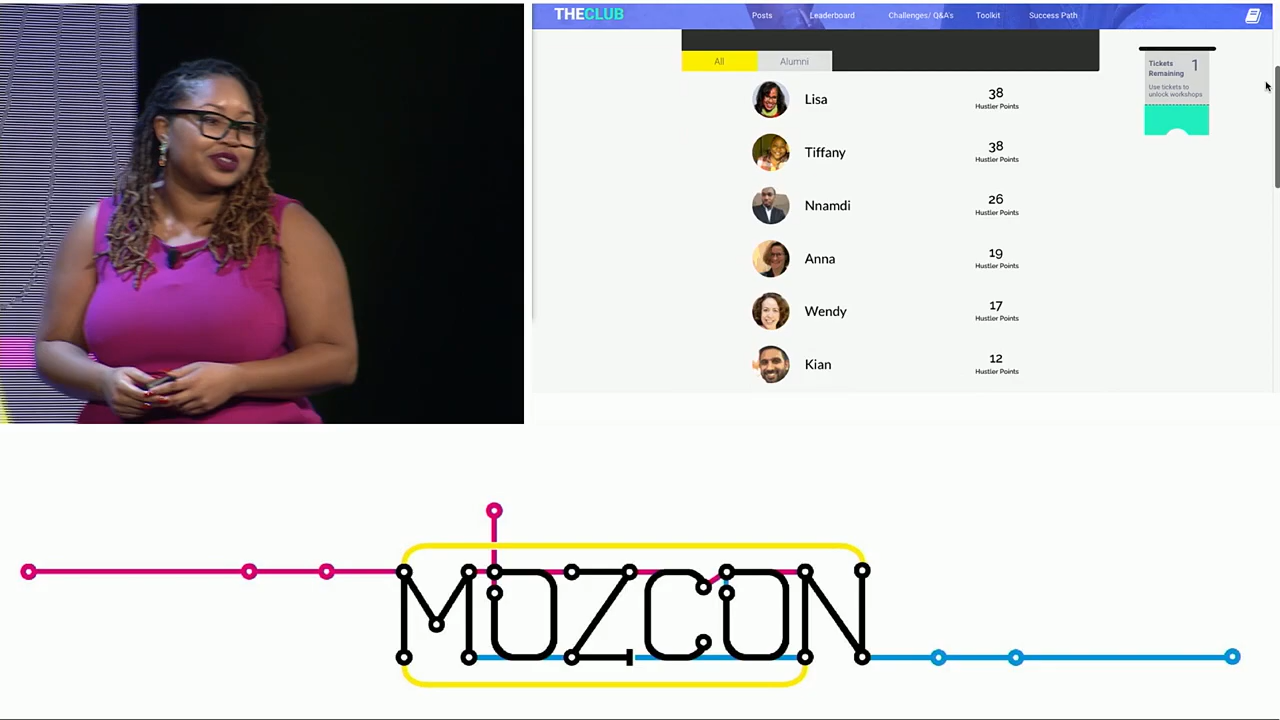 THECLUB
Posts
Leaderboard
Challenges/ Q&A's
Toolkit
Success Path
All
Alumni
Tickets
Remaining
1
Use tickets to
unlock workshops
Lisa
38
Hustler Points
Tiffany
38
Hustler Points
Nnamdi
26
Hustler Points
Anna
19
Hustler Points
Wendy
17
Hustler Points
Kian
12
Hustler Points
MOZCON